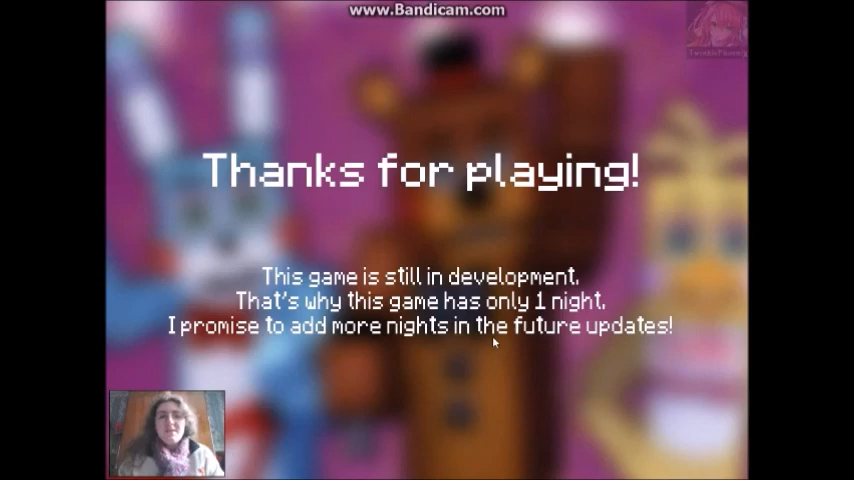 www.Bandicam.com
Thanks for playing!
This game is still in development.
That's why this game has only 1 night.
I promise to add more nights in the future updates!